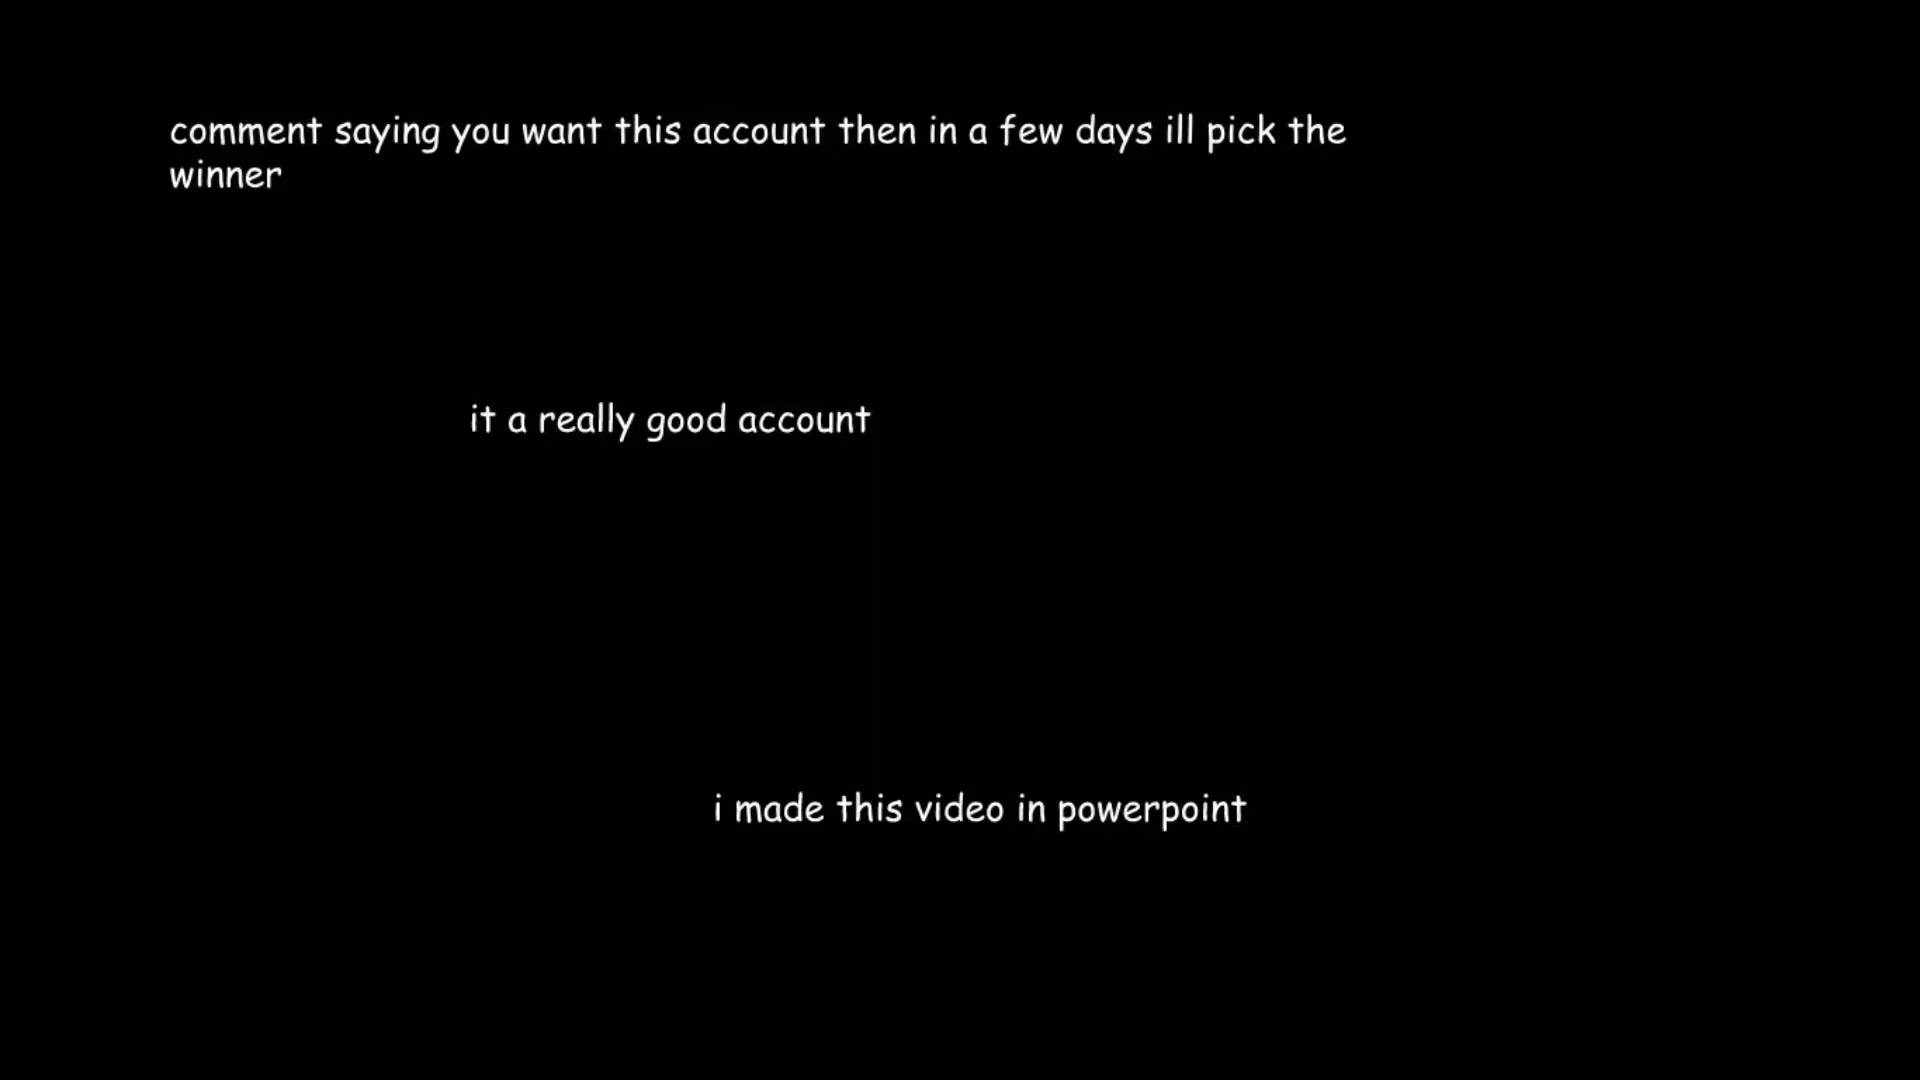 comment saying you want this account then in a few days ill pick the
winner
it a really good account
i made this video in powerpoint